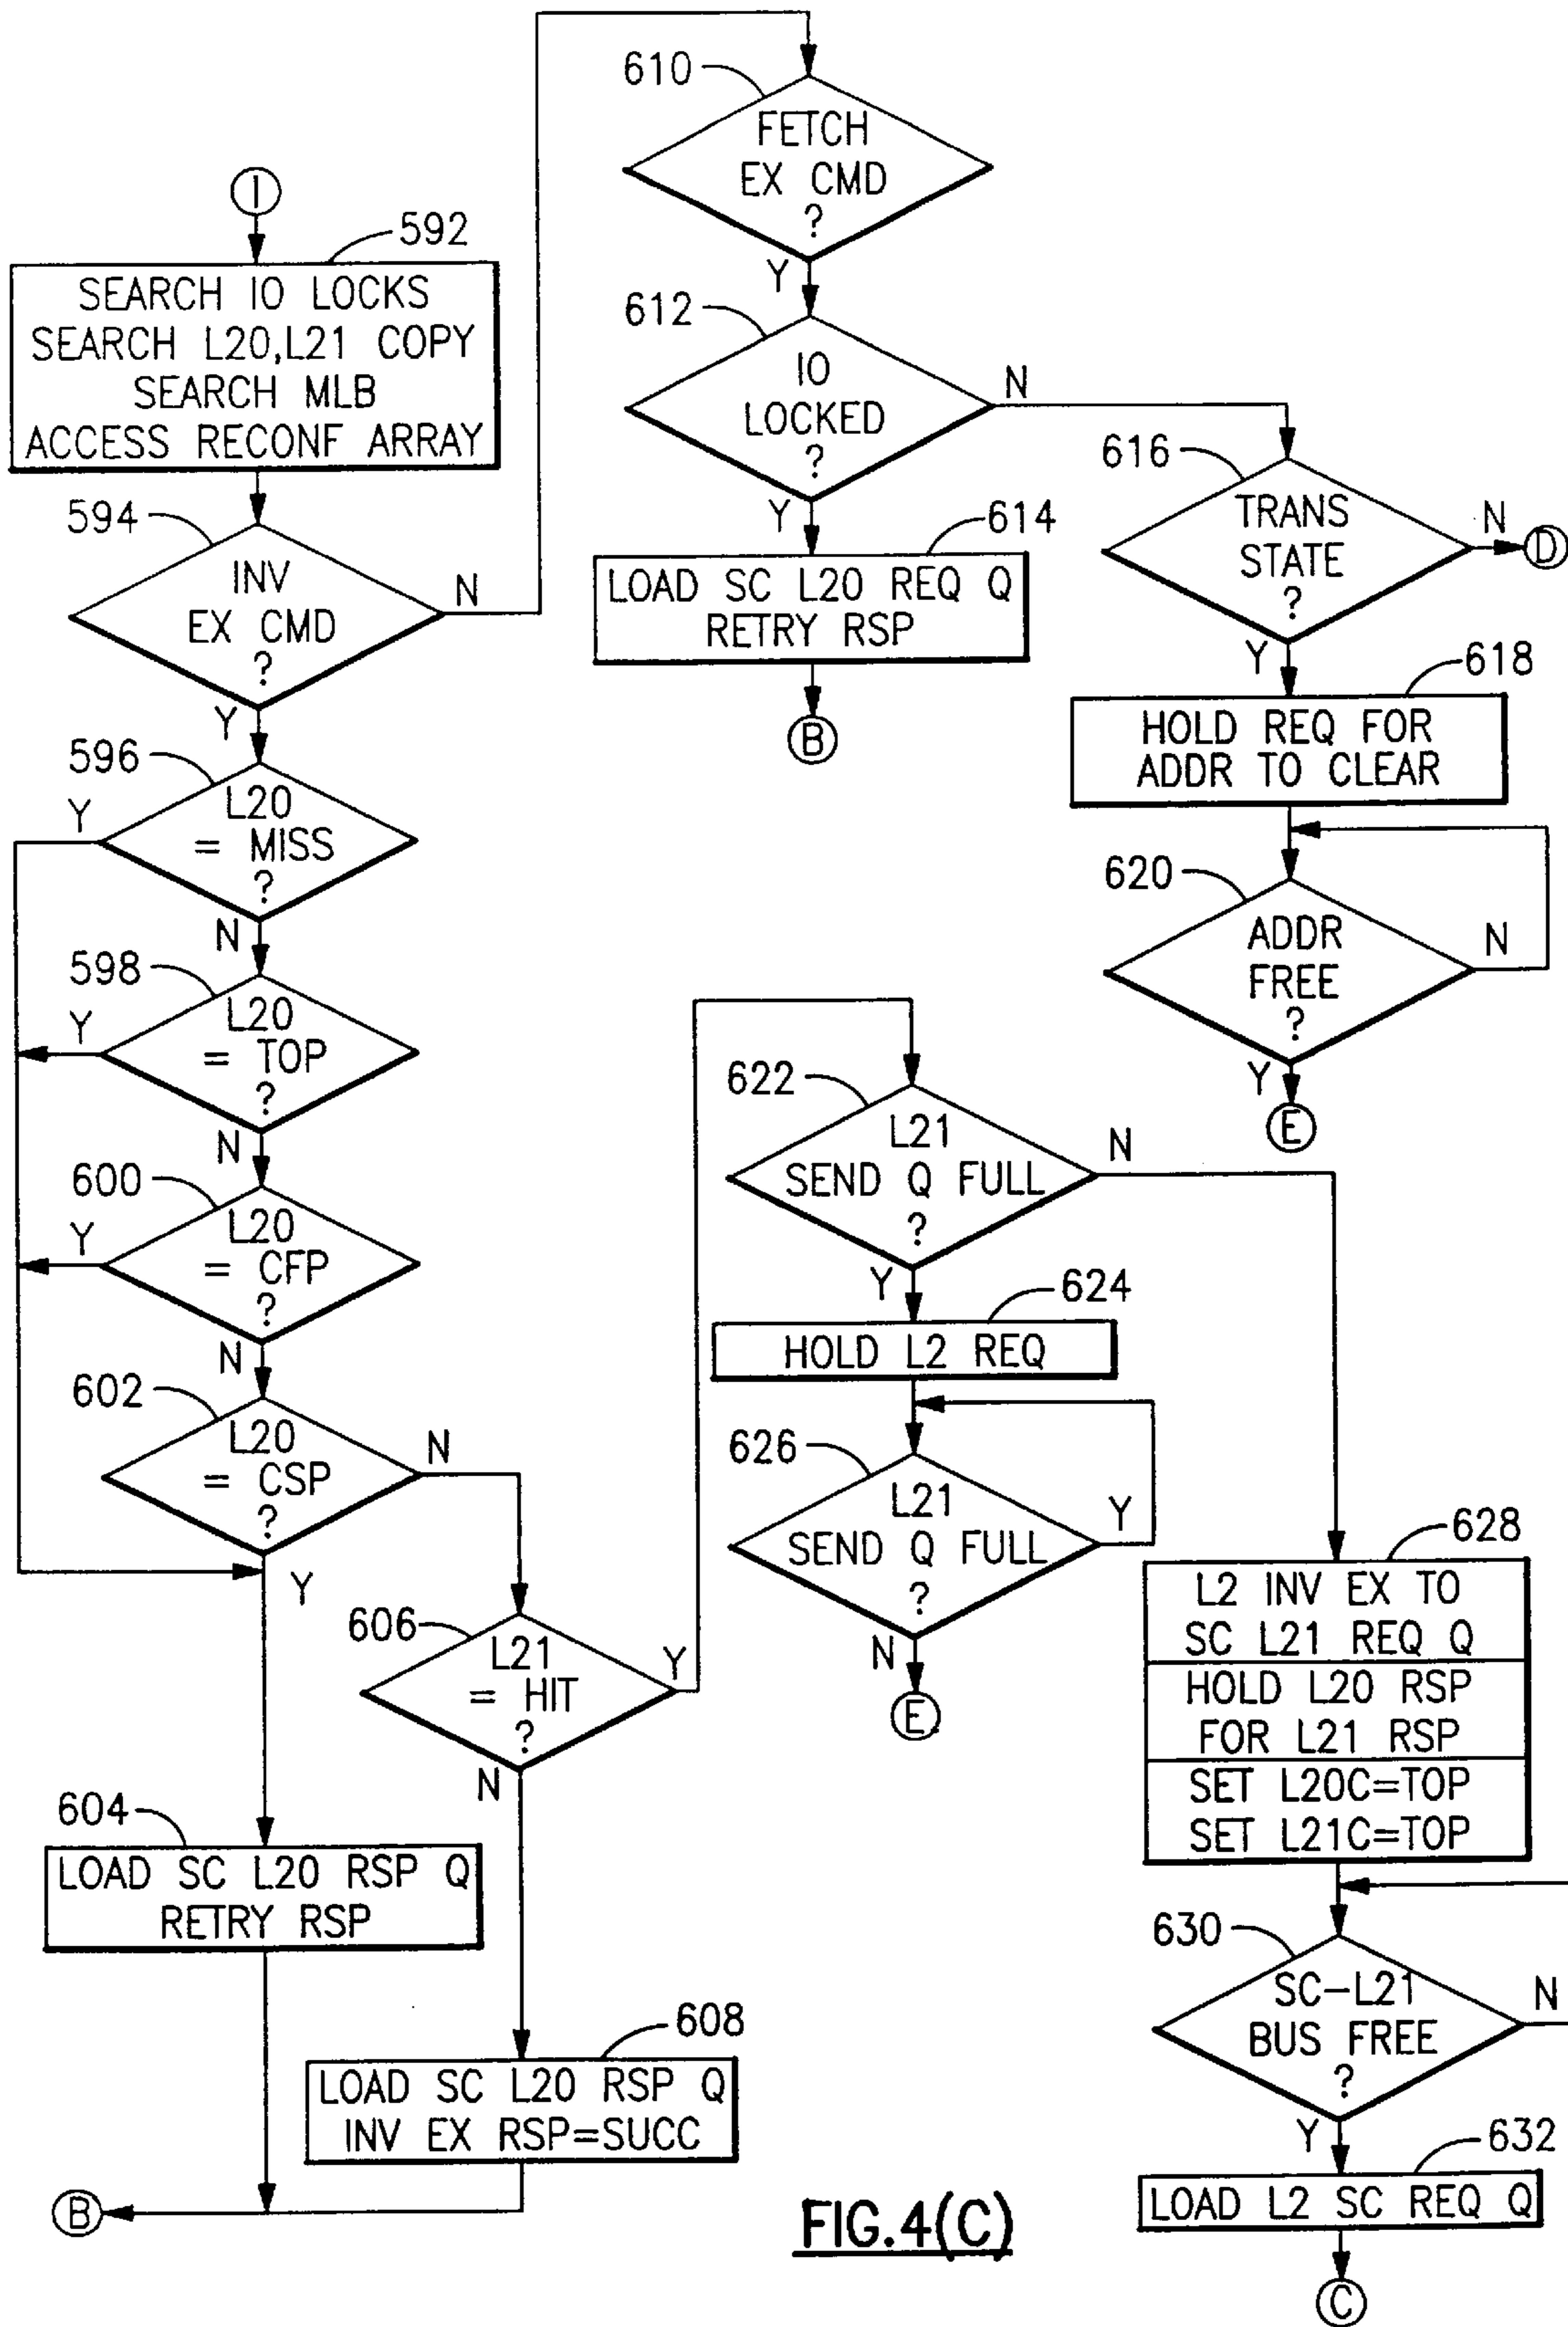 I
592
SEARCH IO LOCKS
SEARCH L20,L21 COPY
SEARCH MLB
ACCESS RECONF ARRAY
594
INV
EX CMD
?
N
Y
596
L20
= MISS
?
Y
N
598
L20
= TOP
?
Y
N
600
L20
= CFP
?
Y
N
602
L20
= CSP
?
N
Y
604
LOAD SC L20 RSP Q
RETRY RSP
606
L21
= HIT
?
Y
N
608
LOAD SC L20 RSP Q
INV EX RSP=SUCC
B
610
FETCH
EX CMD
?
Y
612
IO
LOCKED
?
N
Y
614
LOAD SC L20 REQ Q
RETRY RSP
B
616
TRANS
STATE
?
N
D
Y
618
HOLD REQ FOR
ADDR TO CLEAR
620
ADDR
FREE
?
N
Y
E
622
L21
SEND Q FULL
?
N
Y
624
HOLD L2 REQ
626
L21
SEND Q FULL
?
Y
N
E
628
L2 INV EX TO
SC L21 REQ Q
HOLD L20 RSP
FOR L21 RSP
SET L20C=TOP
SET L21C=TOP
630
SC-L21
BUS FREE
?
N
Y
632
LOAD L2 SC REQ Q
C
FIG.4(C)